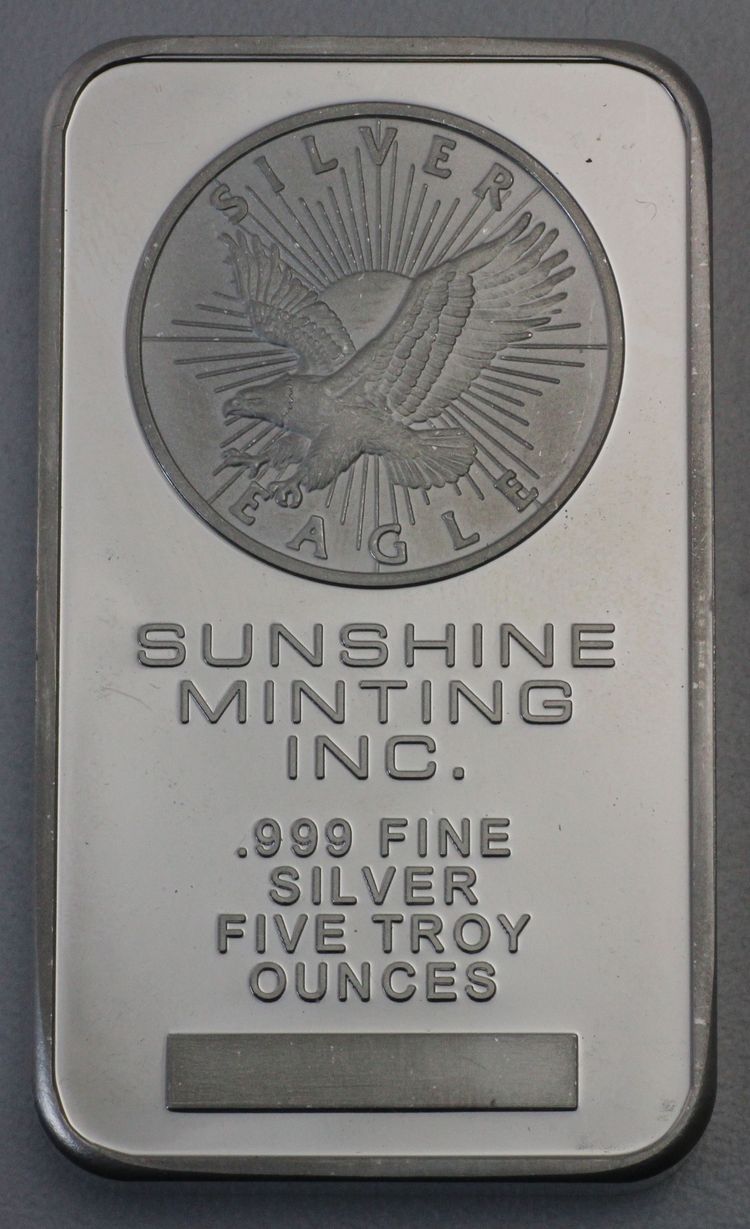 SILVER
EAGLE
SUNSHINE
MINTING
INC.
.999 FINE
SILVER
FIVE TROY
OUNCES